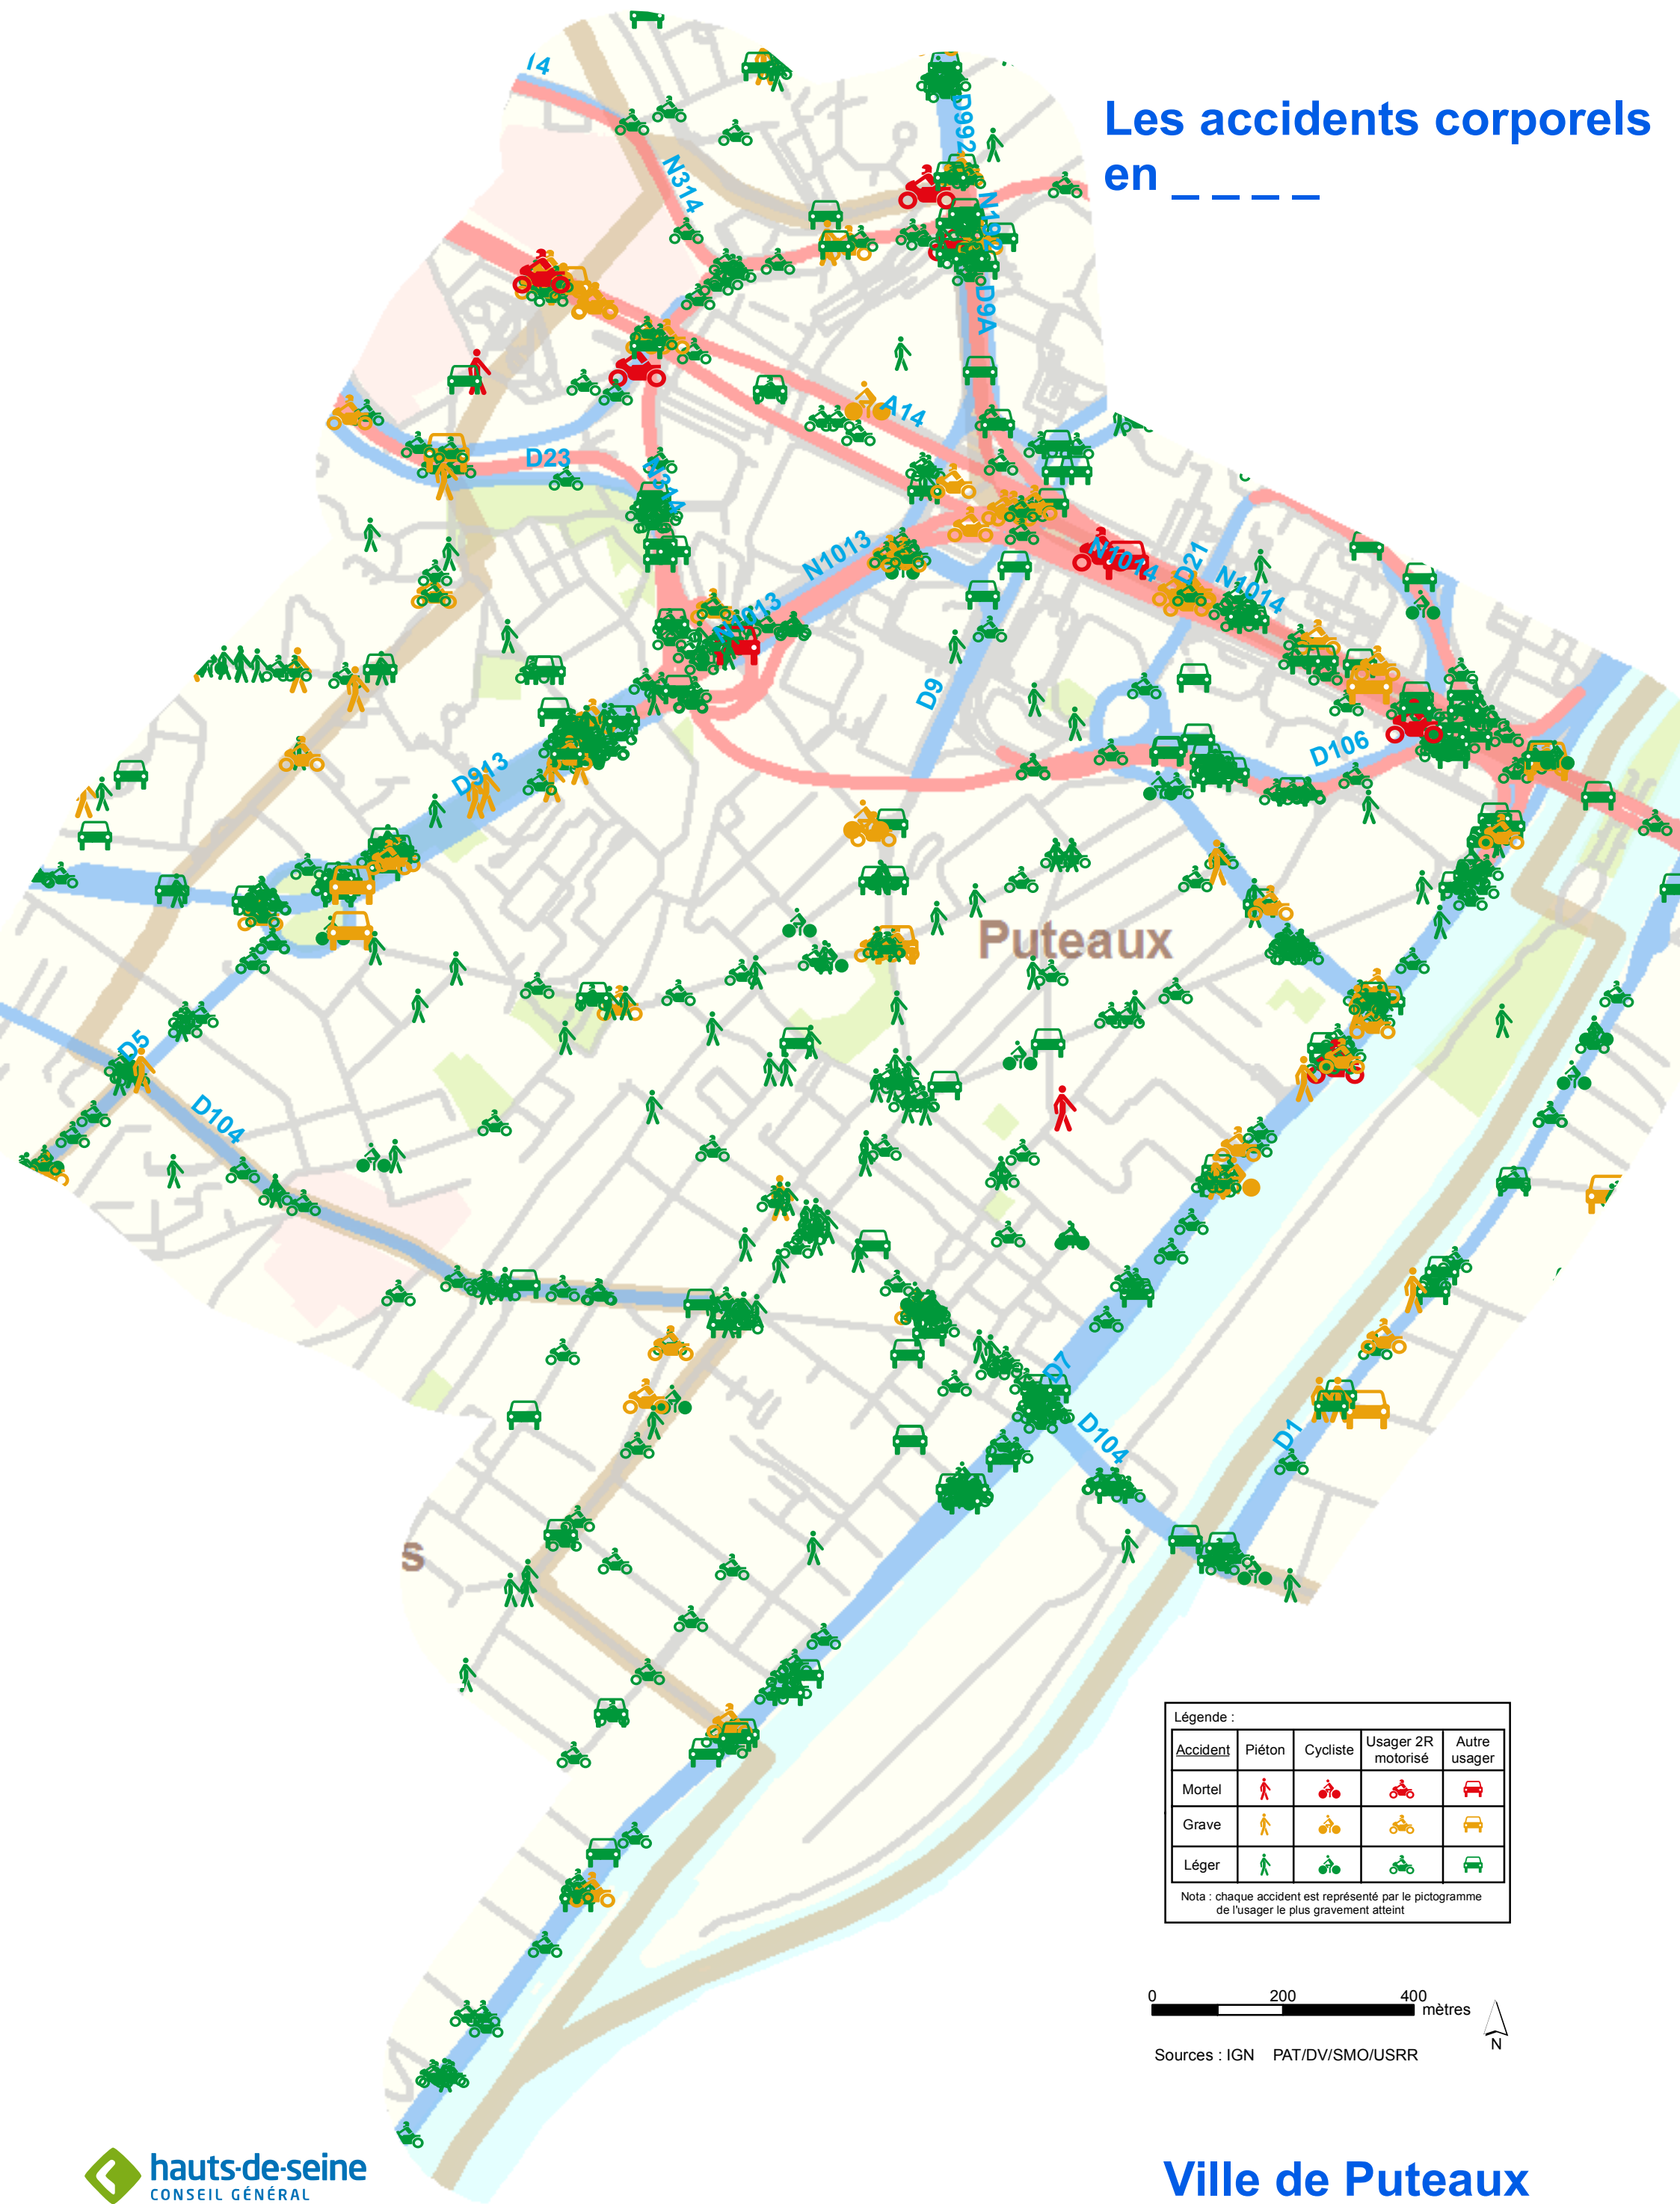 Les accidents corporels
en _ _ _ _
14
D992
N314
N192
D9A
A14
D23
N314
N1013
N1013
N1014
D21
N1014
D9
D106
D913
Puteaux
D5
D104
D7
D104
D1
s
Légende :
Accident Piéton Cycliste Usager 2R motorisé Autre usager
Mortel
Grave
Léger
Nota : chaque accident est représenté par le pictogramme
de l'usager le plus gravement atteint
0 200 400
mètres
N
Sources : IGN PAT/DV/SMO/USRR
hauts-de-seine
CONSEIL GÉNÉRAL
Ville de Puteaux